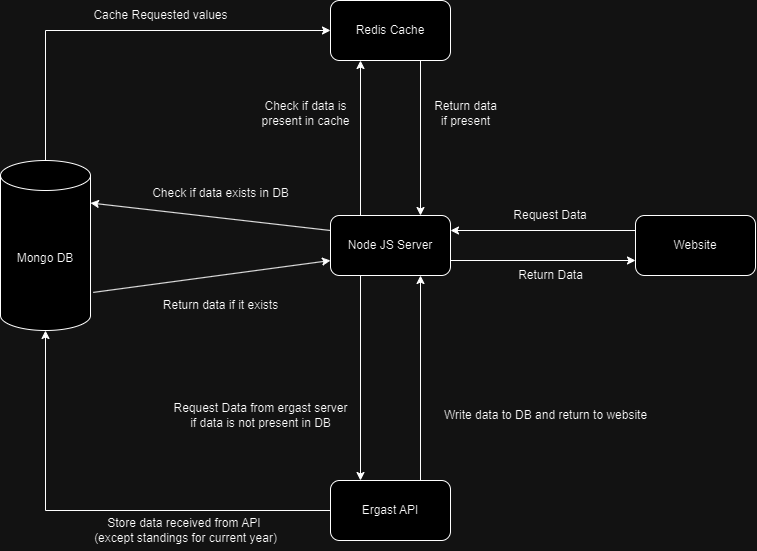 Cache Requested values
Redis Cache
Check if data is
present in cache
Return data
if present
Check if data exists in DB
Request Data
Mongo DB
Node JS Server
Website
Return Data
Return data if it exists
Request Data from ergast server
if data is not present in DB
Write data to DB and return to website
Ergast API
Store data received from API
(except standings for current year)